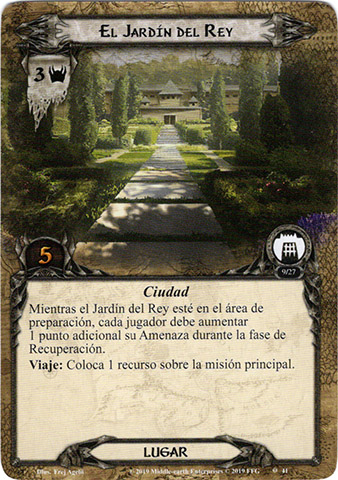 El Jardín del Rey
3
5
9/27
Ciudad
Mientras el Jardín del Rey esté en el área de
preparación, cada jugador debe aumentar
1 punto adicional su Amenaza durante la fase de
Recuperación.
Viaje: Coloca 1 recurso sobre la misión principal.
LUGAR
© 2019 Middle-earth Enterprises © 2019 FFG